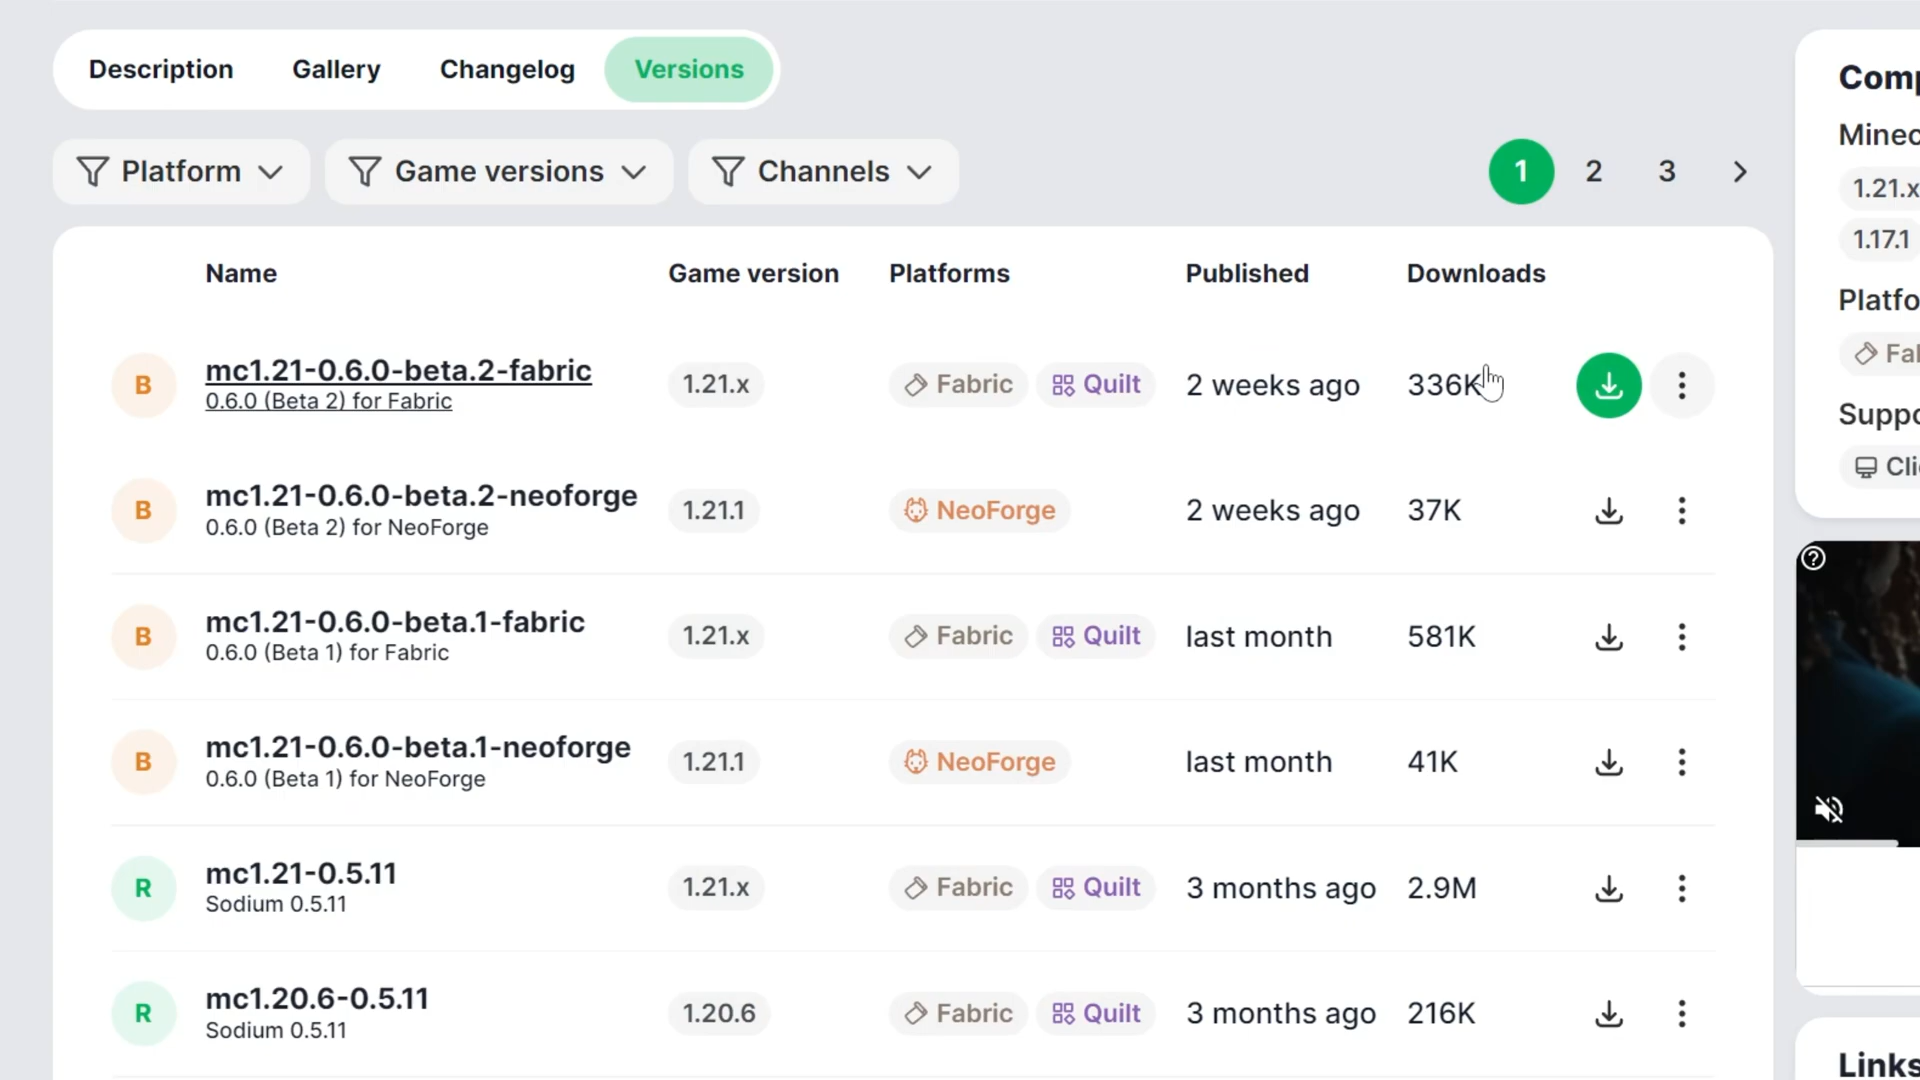 Description Gallery Changelog Versions
Platform Game versions Channels 1 2 3
Name Game version Platforms Published Downloads
B mc1.21-0.6.0-beta.2-fabric 1.21.x Fabric Quilt 2 weeks ago 336K
0.6.0 (Beta 2) for Fabric
B mc1.21-0.6.0-beta.2-neoforge 1.21.1 NeoForge 2 weeks ago 37K
0.6.0 (Beta 2) for NeoForge
B mc1.21-0.6.0-beta.1-fabric 1.21.x Fabric Quilt last month 581K
0.6.0 (Beta 1) for Fabric
B mc1.21-0.6.0-beta.1-neoforge 1.21.1 NeoForge last month 41K
0.6.0 (Beta 1) for NeoForge
R mc1.21-0.5.11 1.21.x Fabric Quilt 3 months ago 2.9M
Sodium 0.5.11
R mc1.20.6-0.5.11 1.20.6 Fabric Quilt 3 months ago 216K
Sodium 0.5.11
Comp
Minec
1.21.x
1.17.1
Platfo
Fal
Suppo
Clie
Links